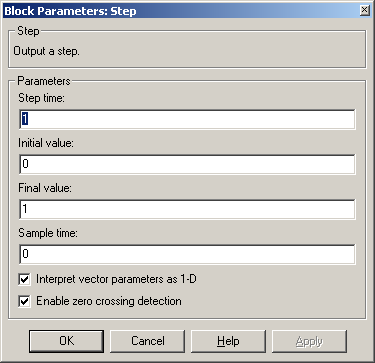 Block Parameters: Step
Step
Output a step.
Parameters
Step time:
1
Initial value:
0
Final value:
1
Sample time:
0
Interpret vector parameters as 1-D
Enable zero crossing detection
OK Cancel Help Apply